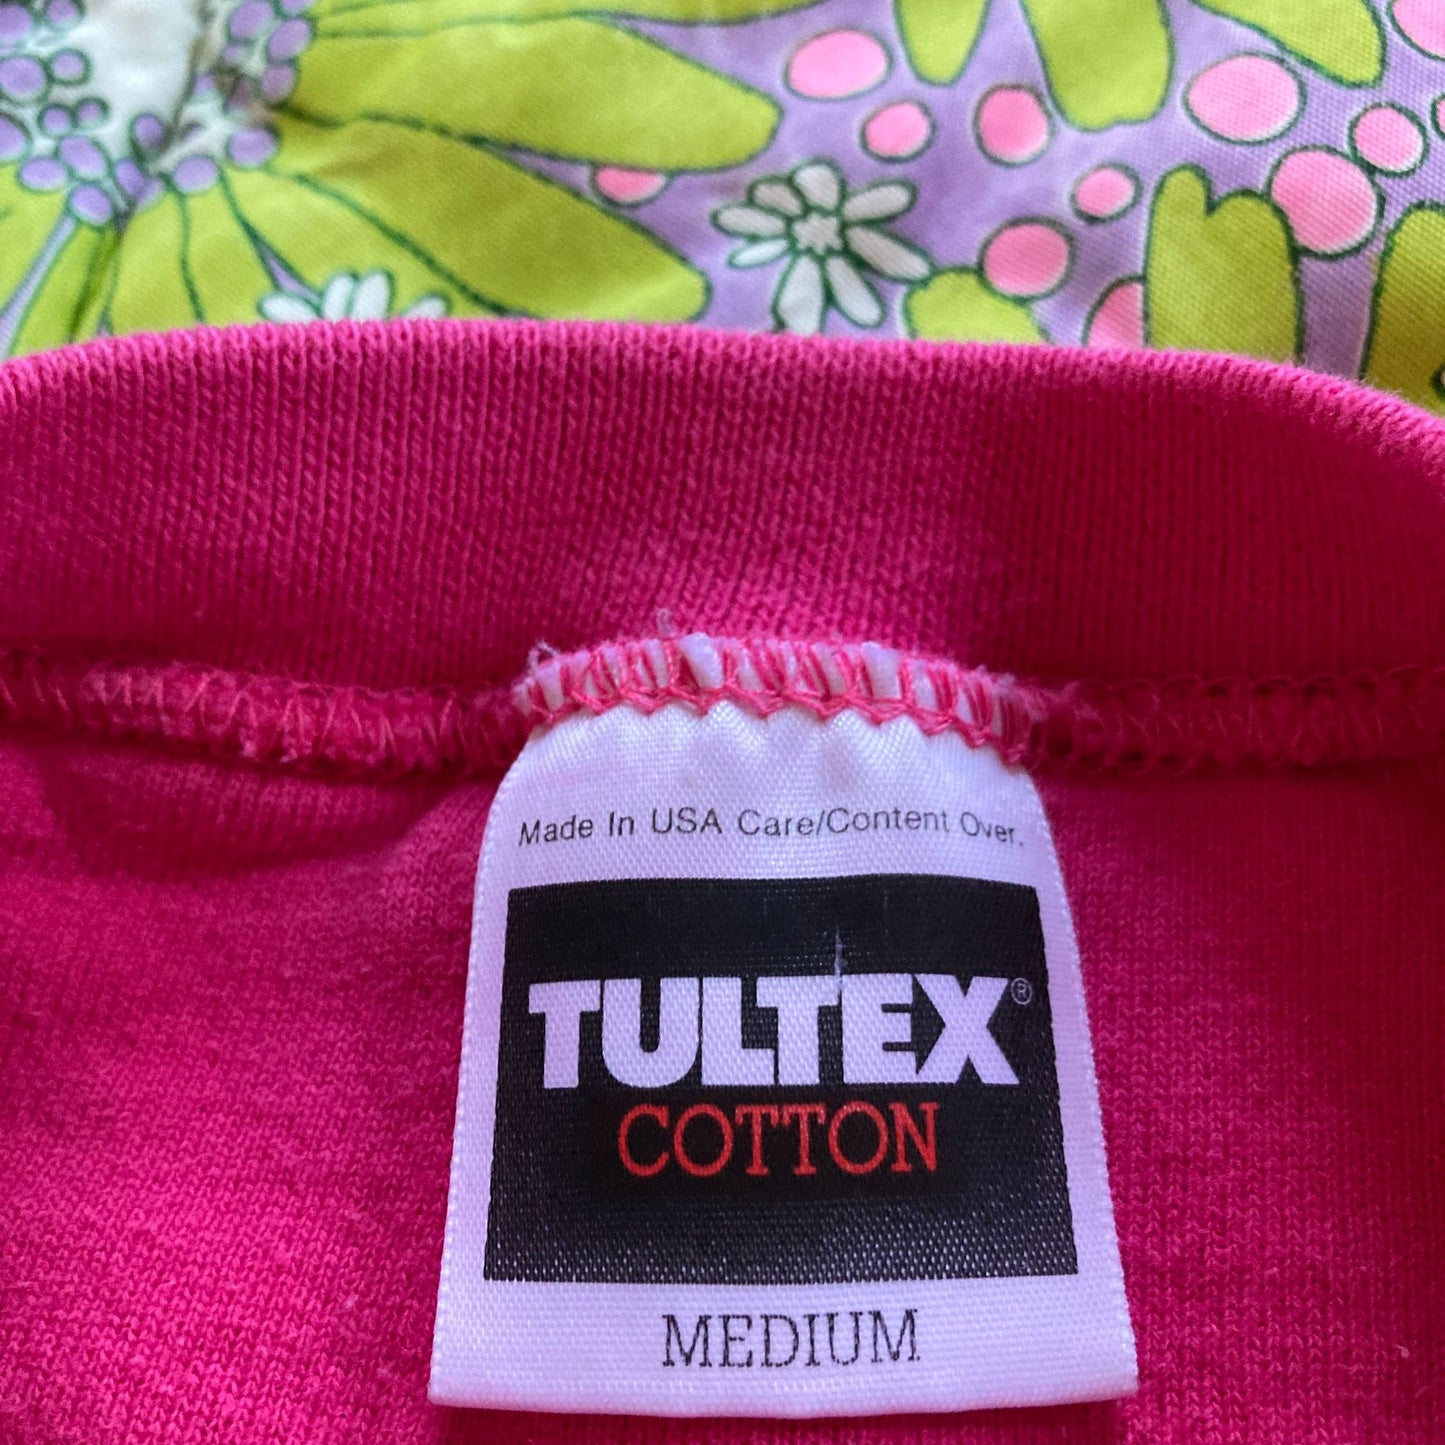 Made In USA Care/Content Over.
TULTEX®
COTTON
MEDIUM